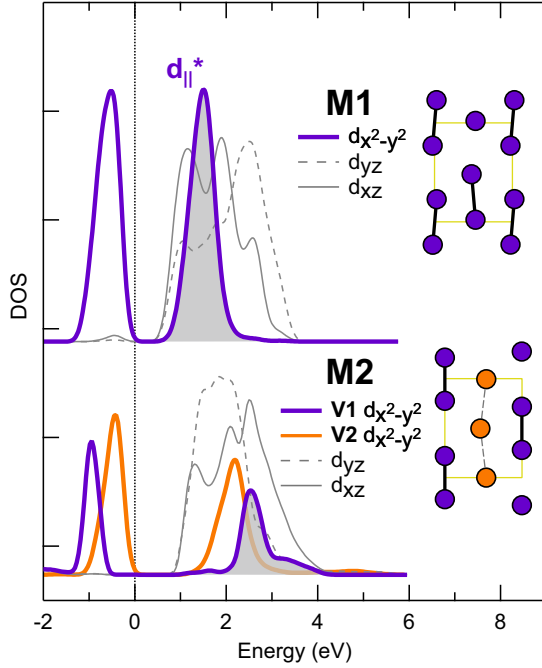 d||*
M1
dx²-y²
dyz
dxz
DOS
M2
V1 dx²-y²
V2 dx²-y²
dyz
dxz
-2 0 2 4 6 8
Energy (eV)